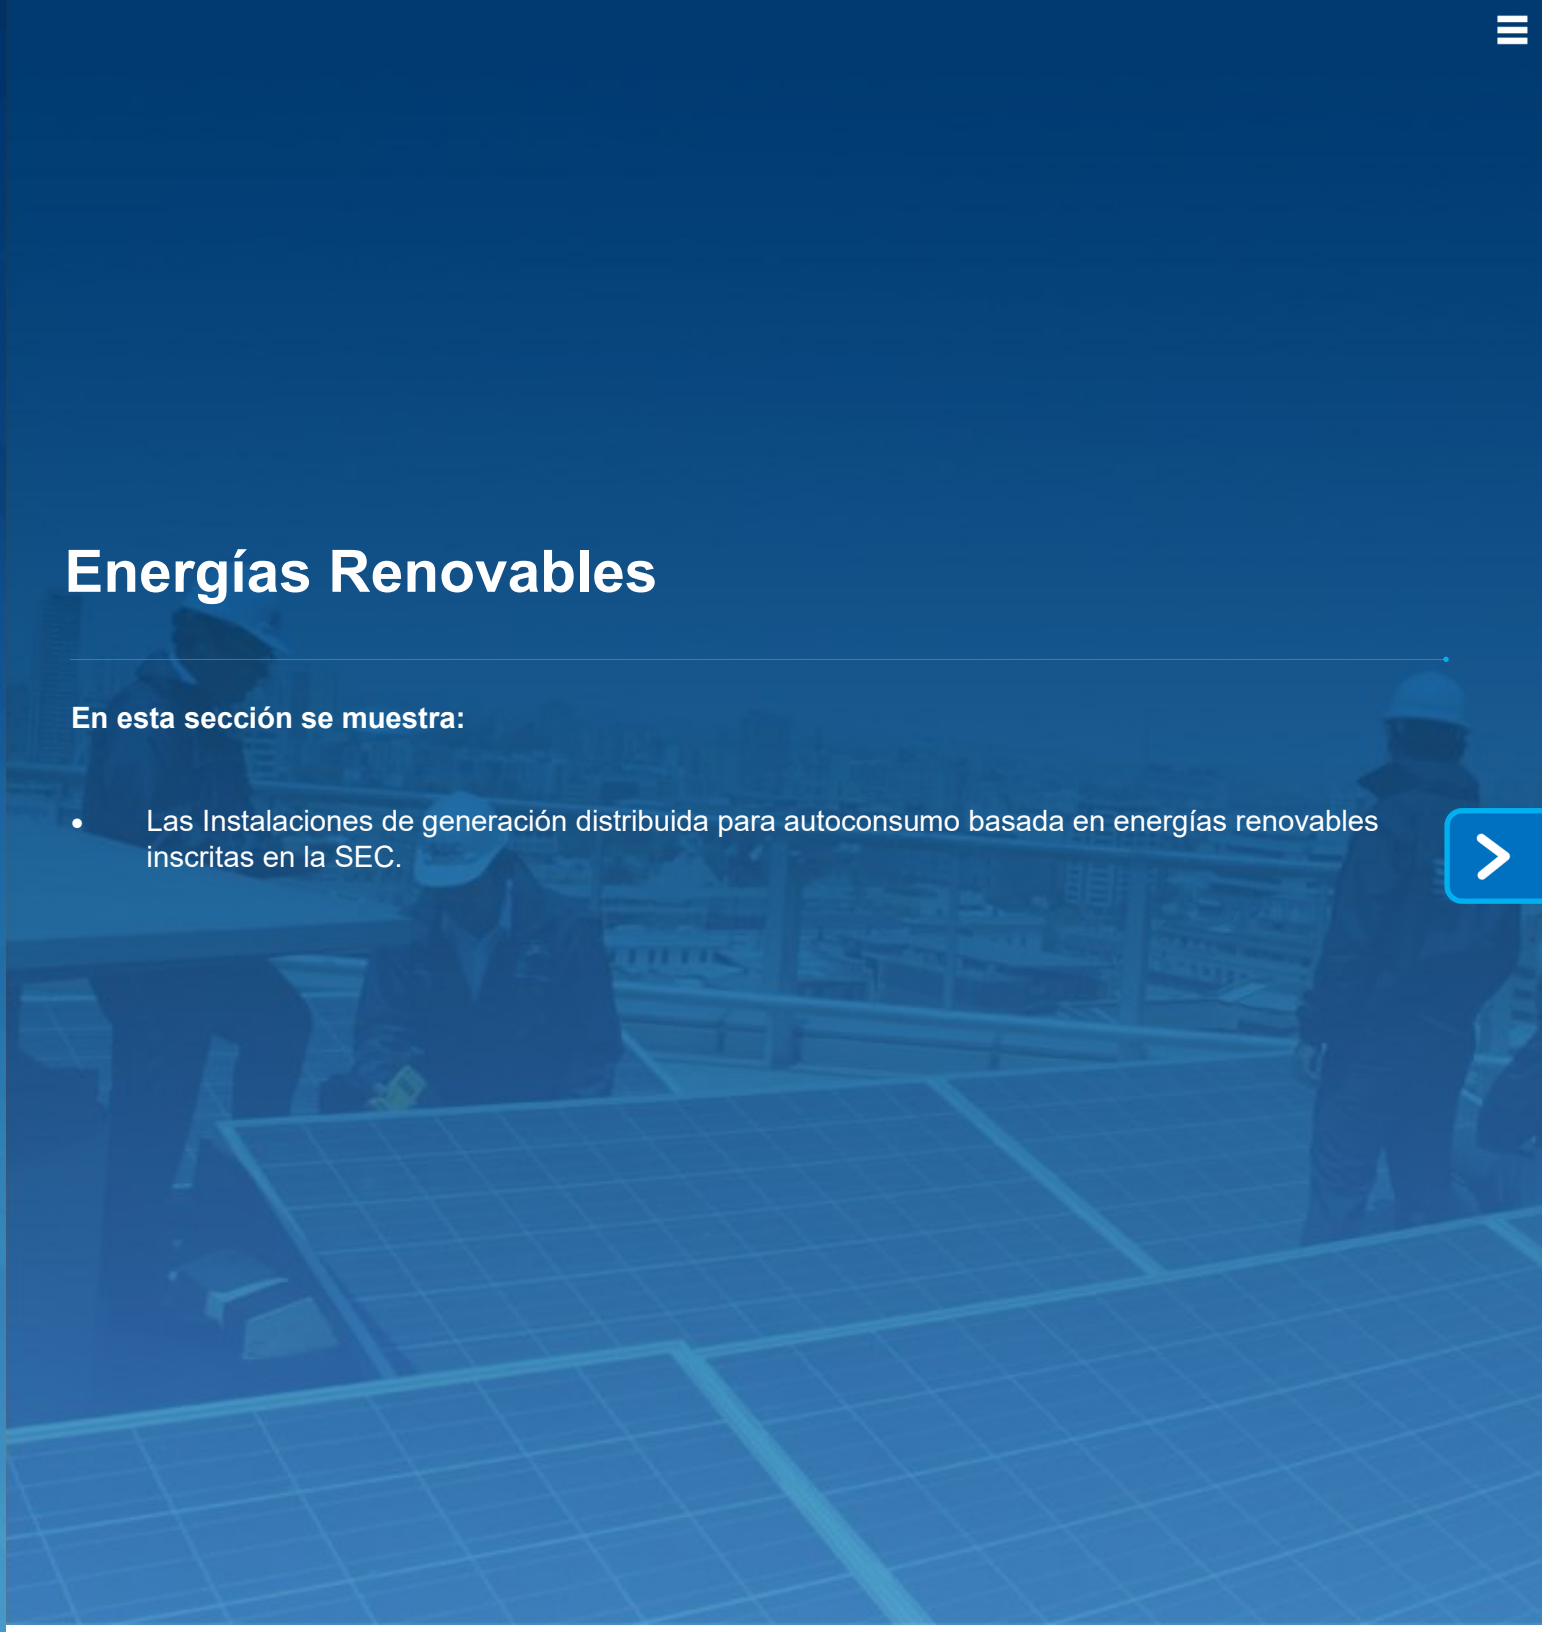 Energías Renovables
En esta sección se muestra:
• Las Instalaciones de generación distribuida para autoconsumo basada en energías renovables
inscritas en la SEC.